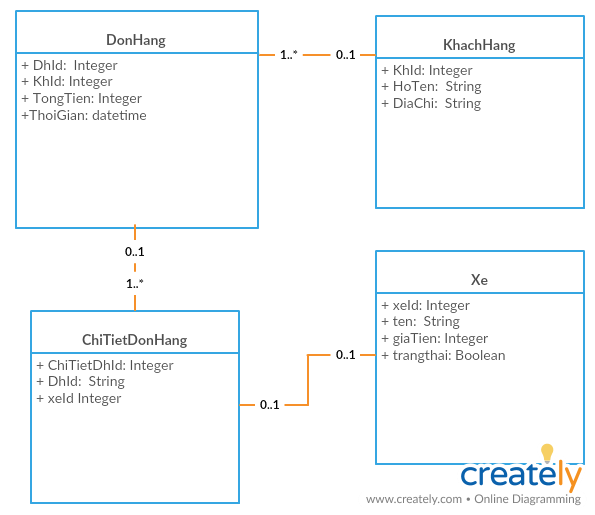 DonHang
+ DhId: Integer
+ KhId: Integer
+ TongTien: Integer
+ThoiGian: datetime
1..*
0..1
KhachHang
+ KhId: Integer
+ HoTen: String
+ DiaChi: String
0..1
1..*
ChiTietDonHang
+ ChiTietDhId: Integer
+ DhId: String
+ xeId Integer
0..1
0..1
Xe
+ xeId: Integer
+ ten: String
+ giaTien: Integer
+ trangthai: Boolean
creately
www.creately.com • Online Diagramming